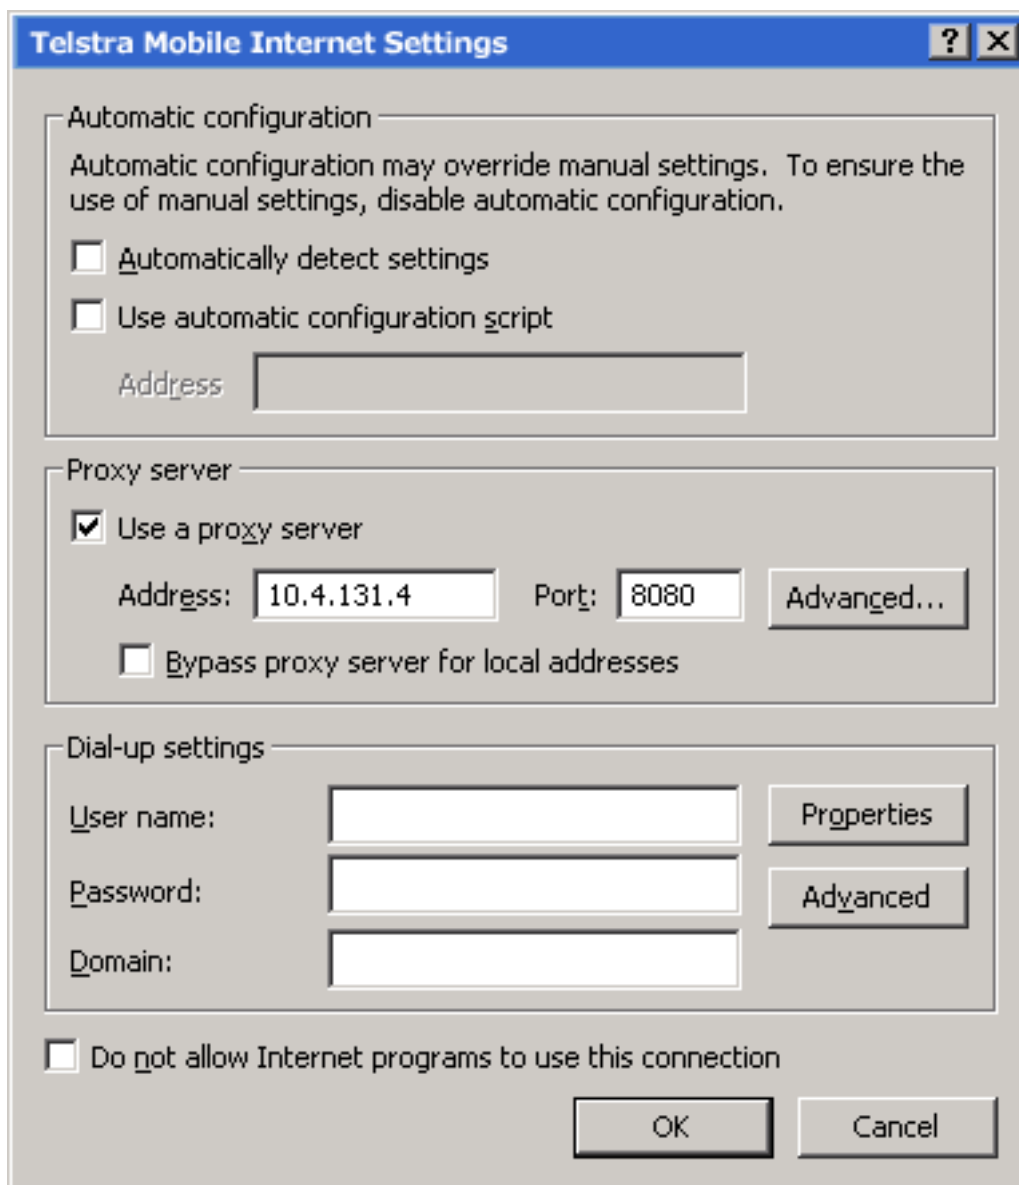 Telstra Mobile Internet Settings
Automatic configuration
Automatic configuration may override manual settings. To ensure the
use of manual settings, disable automatic configuration.
Automatically detect settings
Use automatic configuration script
Address
Proxy server
Use a proxy server
Address: 10.4.131.4 Port: 8080 Advanced...
Bypass proxy server for local addresses
Dial-up settings
User name: Properties
Password: Advanced
Domain:
Do not allow Internet programs to use this connection
OK Cancel